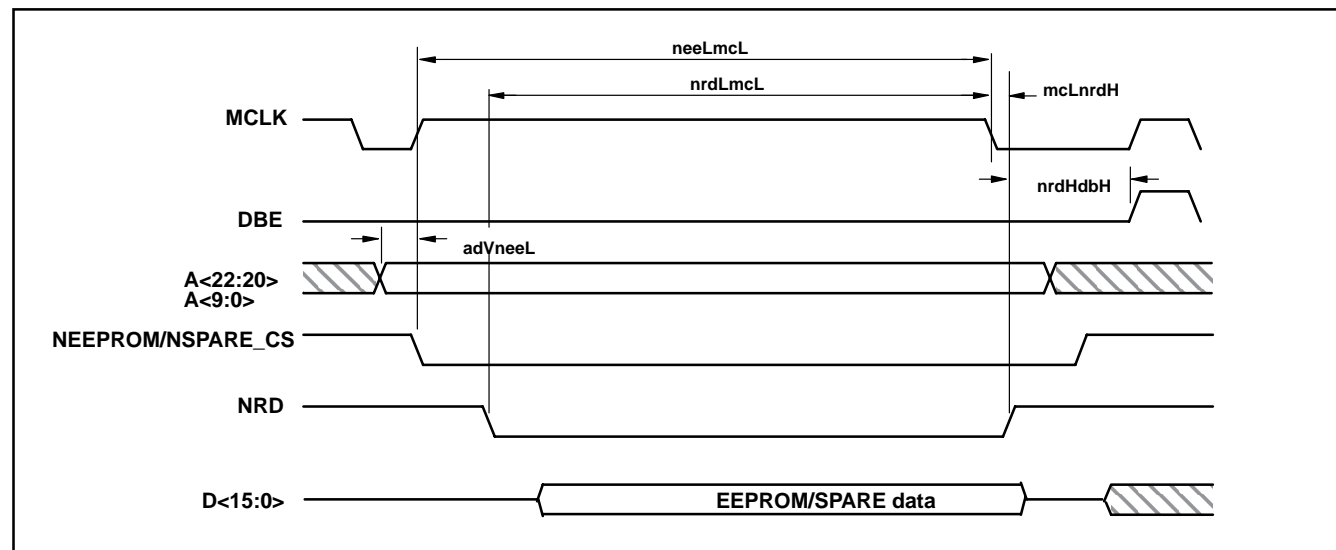 neeLmcL
nrdLmcL
mcLnrdH
MCLK
nrdHdbH
DBE
adVneeL
A<22:20>
A<9:0>
NEEPROM/NSPARE_CS
NRD
D<15:0>
EEPROM/SPARE data